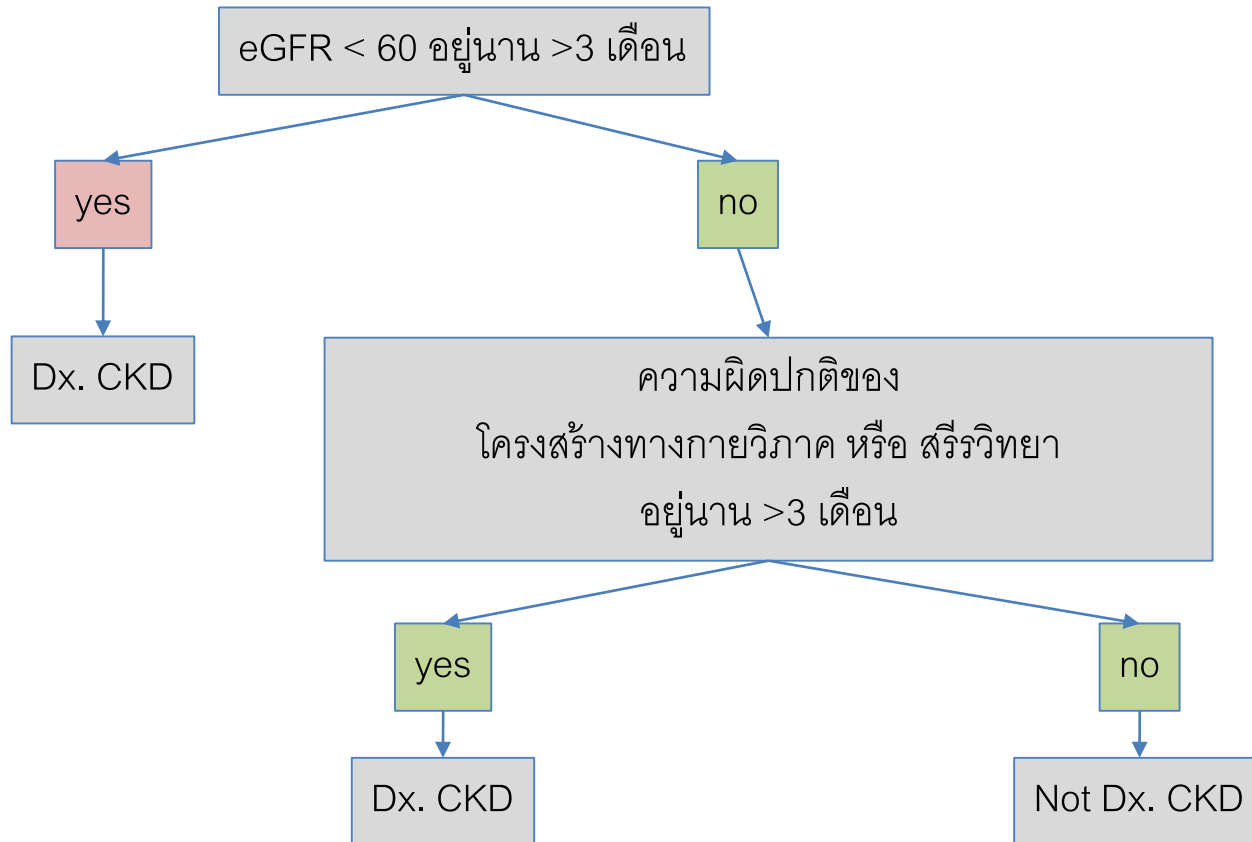 eGFR < 60 อยู่นาน >3 เดือน
yes
no
Dx. CKD
ความผิดปกติของ
โครงสร้างทางกายวิภาค หรือ สรีรวิทยา
อยู่นาน >3 เดือน
yes
no
Dx. CKD
Not Dx. CKD